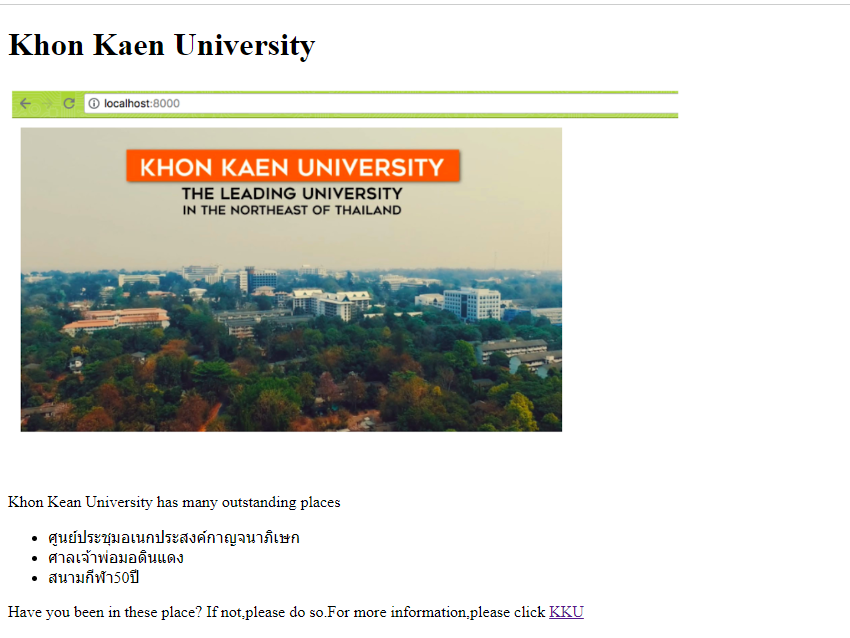 Khon Kaen University
localhost:8000
KHON KAEN UNIVERSITY
THE LEADING UNIVERSITY
IN THE NORTHEAST OF THAILAND
Khon Kean University has many outstanding places
ศูนย์ประชุมอเนกประสงค์กาญจนาภิเษก
ศาลเจ้าพ่อมอดินแดง
สนามกีฬา50ปี
Have you been in these place? If not,please do so.For more information,please click KKU